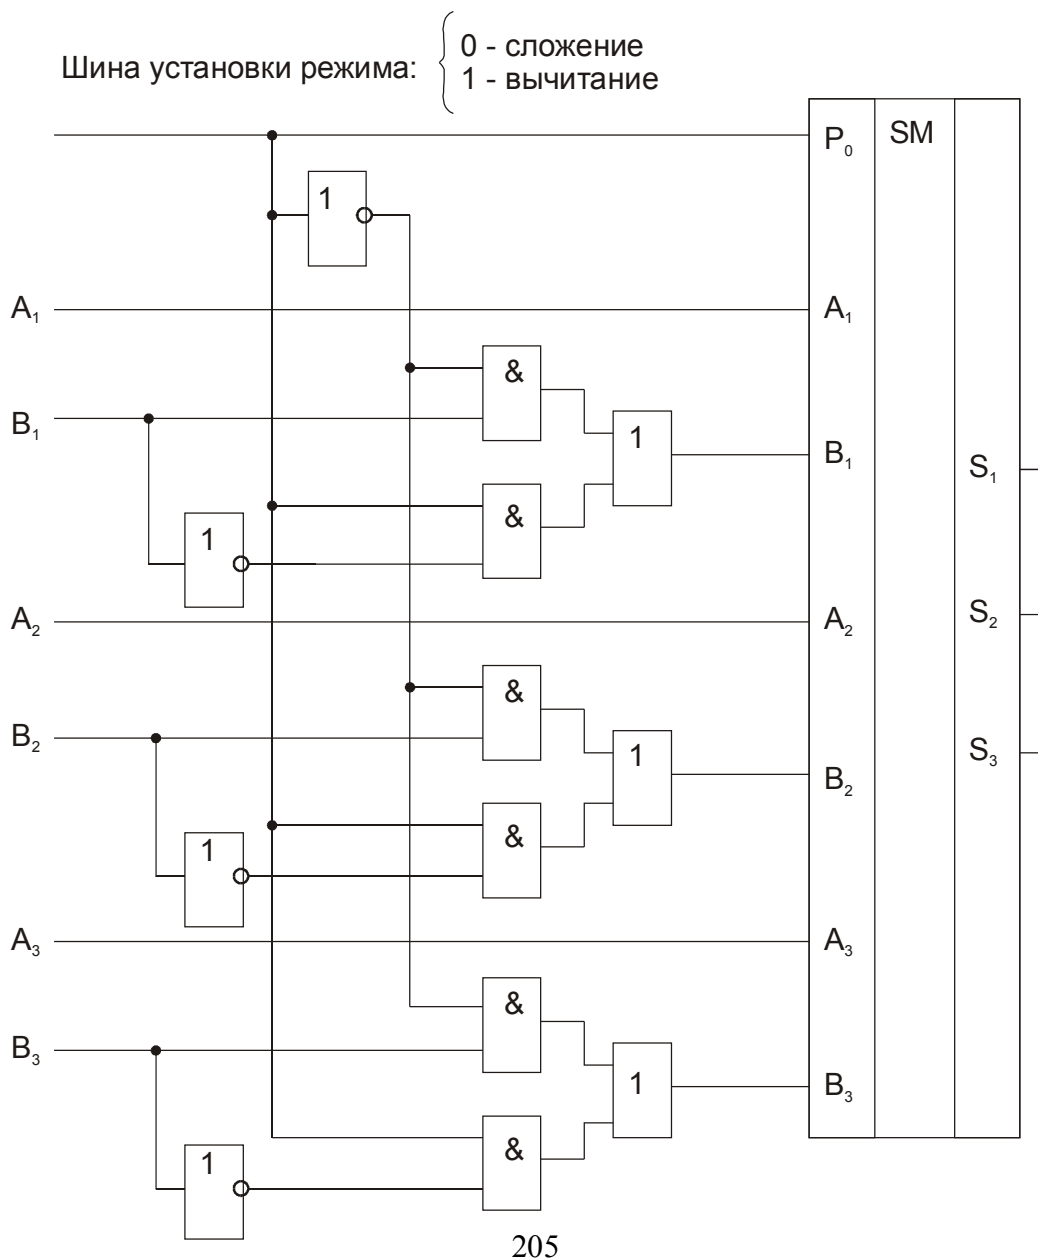 Шина установки режима:
0 - сложение
1 - вычитание
P₀
SM
1
A₁
A₁
&
B₁
1
B₁
S₁
&
1
A₂
A₂
S₂
&
B₂
1
S₃
B₂
&
1
A₃
A₃
&
B₃
1
B₃
&
1
205